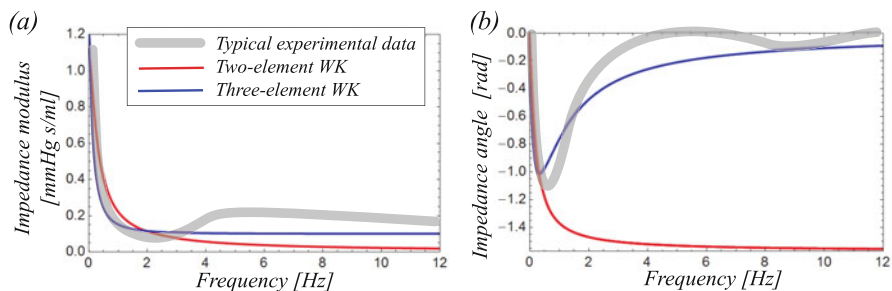 (a)
Impedance modulus
[mmHg s/ml]
1.2
1.0
0.8
0.6
0.4
0.2
0.0
0
2
4
6
8
10
12
Frequency [Hz]
Typical experimental data
Two-element WK
Three-element WK
(b)
Impedance angle [rad]
0.0
−0.2
−0.4
−0.6
−0.8
−1.0
−1.2
−1.4
0
2
4
6
8
10
12
Frequency [Hz]